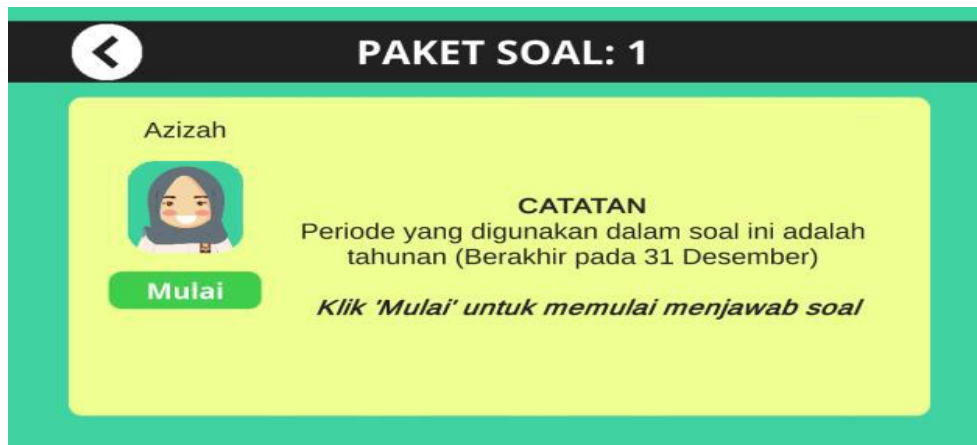 PAKET SOAL: 1
Azizah
Mulai
CATATAN
Periode yang digunakan dalam soal ini adalah
tahunan (Berakhir pada 31 Desember)
Klik 'Mulai' untuk memulai menjawab soal